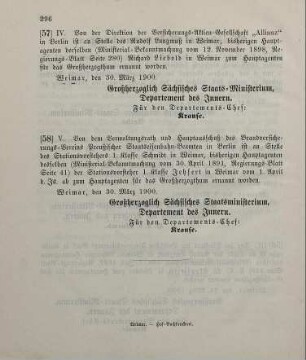 296
[57] IV. Von der Direktion der Versicherungs-Aktien-Gesellschaft „Allianz“
in Berlin ist an Stelle des Rudolf Jungmuß in Weimar, bisherigen Haupt-
agenten derselben (Ministerial-Bekanntmachung vom 12. November 1898, Re-
gierungs-Blatt Seite 280) Richard Liebold in Weimar zum Hauptagenten
für das Großherzogthum ernannt worden.
Weimar, den 30. März 1900.
Großherzoglich Sächsisches Staats-Ministerium,
Departement des Innern.
Für den Departements-Chef:
Krause.
[58] V. Von dem Verwaltungsrath und Hauptausschuß des Brandversiche-
rungs-Vereins Preußischer Staatseisenbahn-Beamten in Berlin ist an Stelle
des Stationsvorstehers 1. Klasse Schmidt in Weimar, bisherigen Hauptagenten
desselben (Ministerial-Bekanntmachung vom 30. April 1891, Regierungs-Blatt
Seite 41) der Stationsvorsteher 1. Klasse in Weimar vom 1. April
d. Js. ab zum Hauptagenten für das Großherzogthum ernannt worden.
Weimar, den 30. März 1900.
Großherzoglich Sächsisches Staatsministerium,
Departement des Innern.
Für den Departements-Chef:
Krause.
Weimar. — Hof-Buchdruckerei.